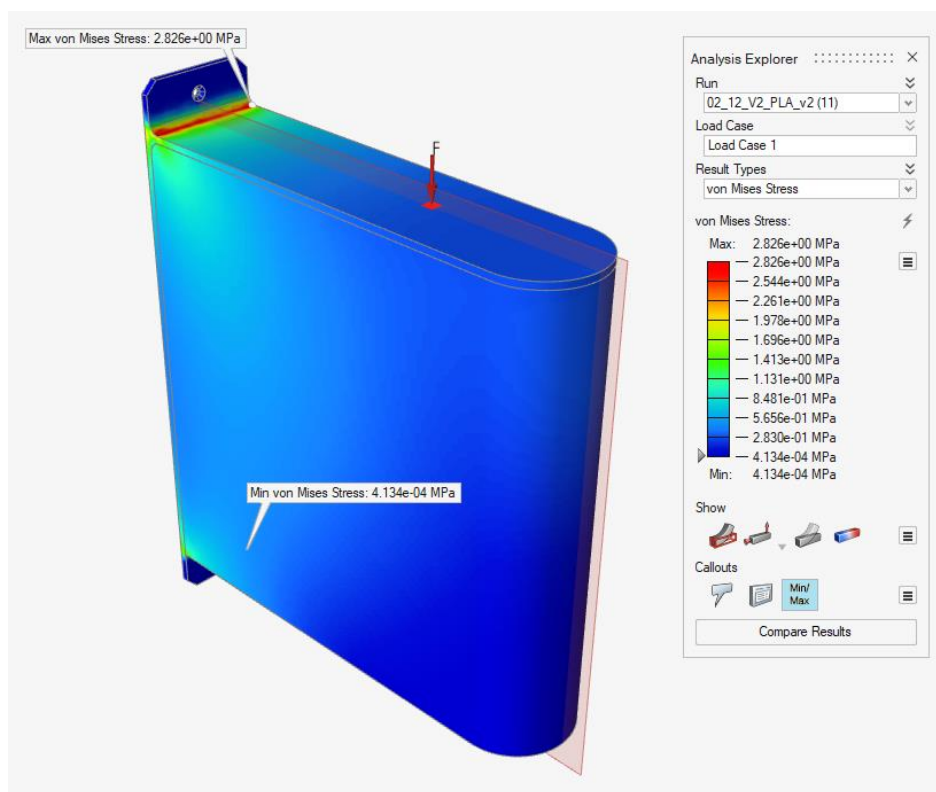 Max von Mises Stress: 2.826e+00 MPa
F
Min von Mises Stress: 4.134e-04 MPa
Analysis Explorer
Run
02_12_V2_PLA_v2 (11)
Load Case
Load Case 1
Result Types
von Mises Stress
von Mises Stress:
Max: 2.826e+00 MPa
2.826e+00 MPa
2.544e+00 MPa
2.261e+00 MPa
1.978e+00 MPa
1.696e+00 MPa
1.413e+00 MPa
1.131e+00 MPa
8.481e-01 MPa
5.656e-01 MPa
2.830e-01 MPa
4.134e-04 MPa
Min: 4.134e-04 MPa
Show
Callouts
Min/
Max
Compare Results